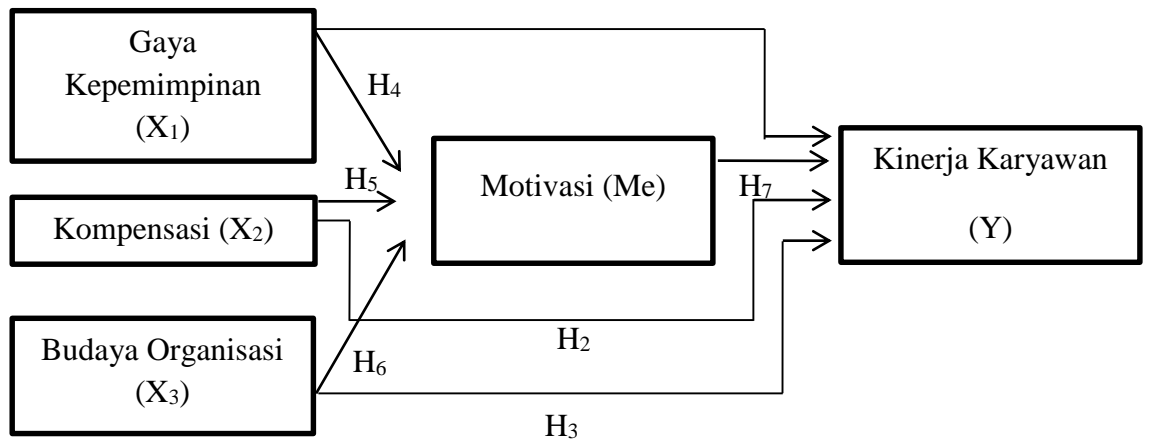 Gaya
Kepemimpinan
(X₁)
H₄
Kompensasi (X₂)
H₅
Budaya Organisasi
(X₃)
H₆
Motivasi (Me)
H₇
Kinerja Karyawan
(Y)
H₂
H₃